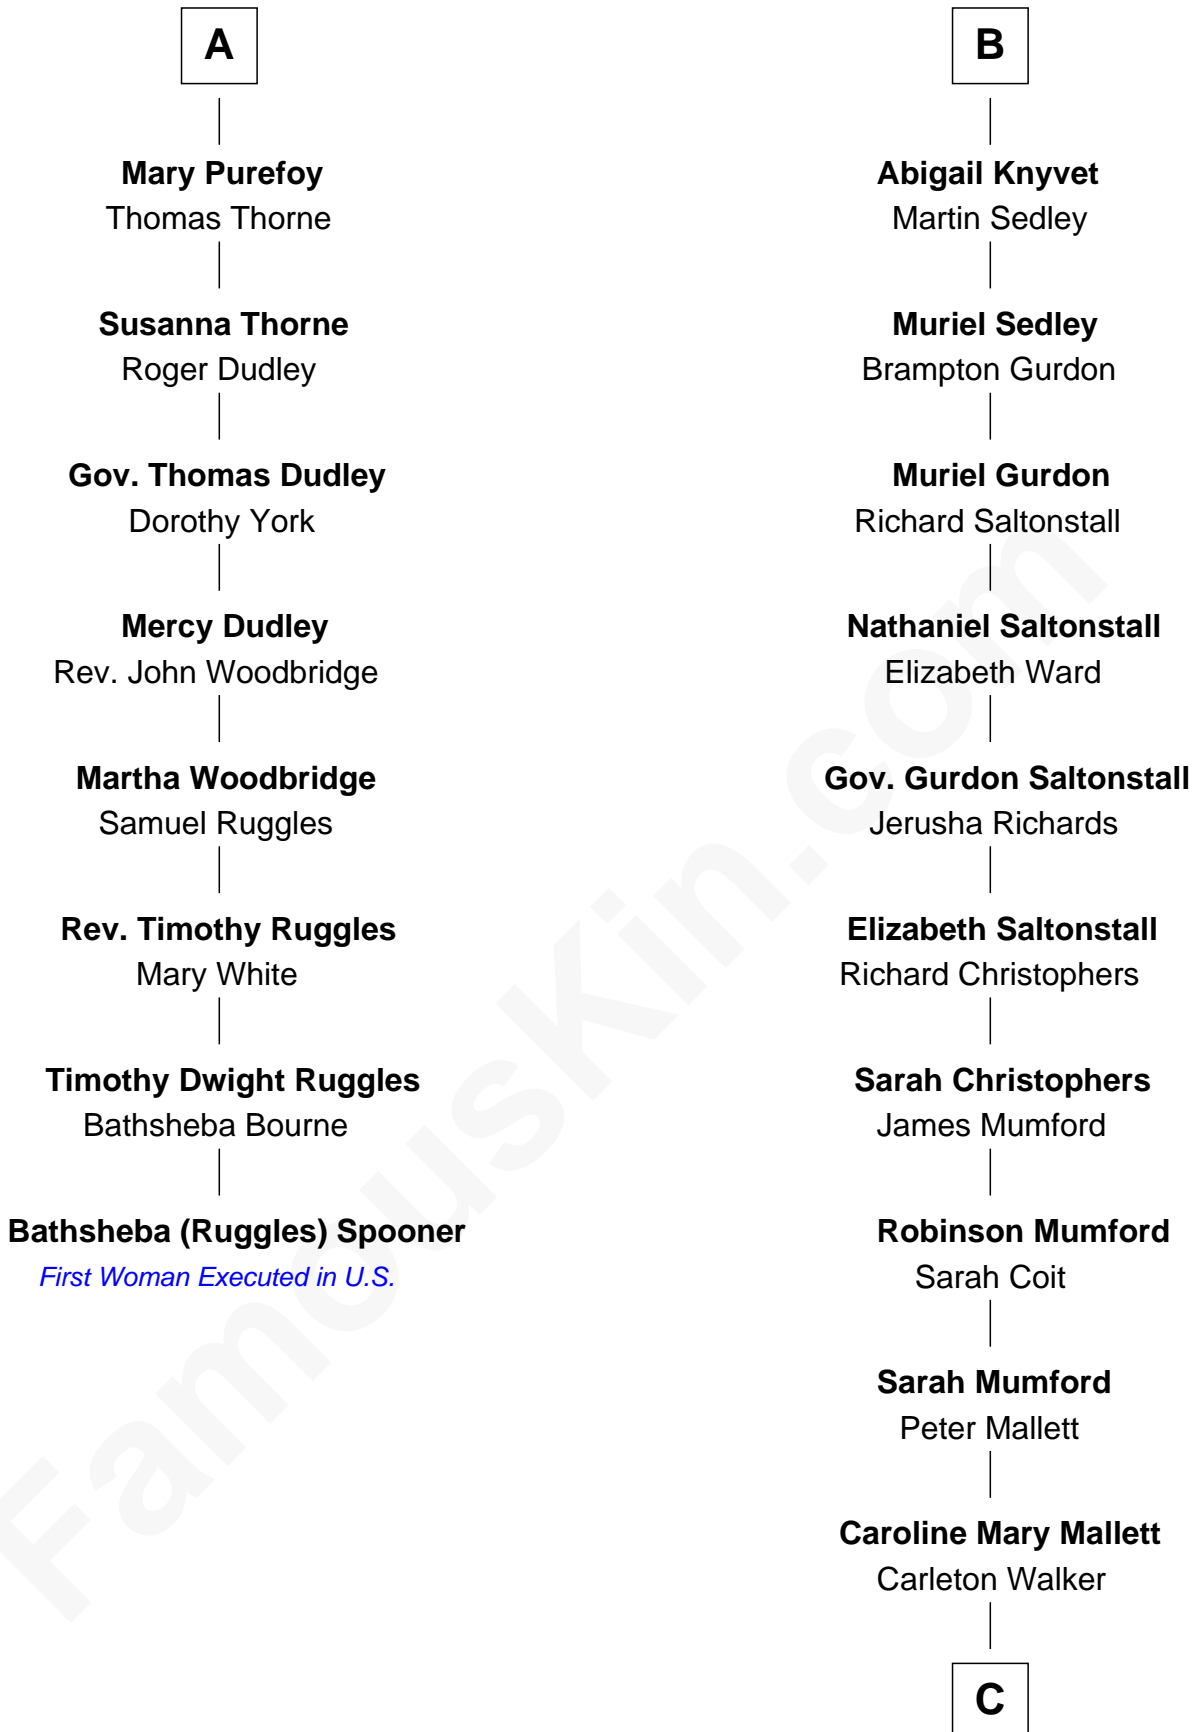 A
Mary Purefoy
Thomas Thorne
Susanna Thorne
Roger Dudley
Gov. Thomas Dudley
Dorothy York
Mercy Dudley
Rev. John Woodbridge
Martha Woodbridge
Samuel Ruggles
Rev. Timothy Ruggles
Mary White
Timothy Dwight Ruggles
Bathsheba Bourne
Bathsheba (Ruggles) Spooner
First Woman Executed in U.S.
B
Abigail Knyvet
Martin Sedley
Muriel Sedley
Brampton Gurdon
Muriel Gurdon
Richard Saltonstall
Nathaniel Saltonstall
Elizabeth Ward
Gov. Gurdon Saltonstall
Jerusha Richards
Elizabeth Saltonstall
Richard Christophers
Sarah Christophers
James Mumford
Robinson Mumford
Sarah Coit
Sarah Mumford
Peter Mallett
Caroline Mary Mallett
Carleton Walker
C
FamousKin.com